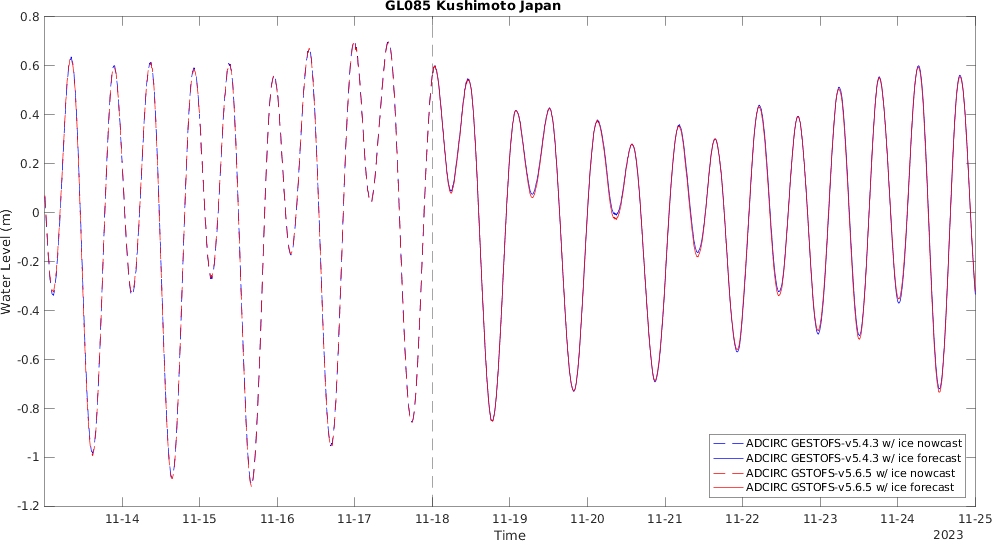 GL085 Kushimoto Japan
0.8
0.6
0.4
0.2
0
-0.2
-0.4
-0.6
-0.8
-1
-1.2
Water Level (m)
ADCIRC GESTOFS-v5.4.3 w/ ice nowcast
ADCIRC GESTOFS-v5.4.3 w/ ice forecast
ADCIRC GSTOFS-v5.6.5 w/ ice nowcast
ADCIRC GSTOFS-v5.6.5 w/ ice forecast
11-14 11-15 11-16 11-17 11-18 11-19 11-20 11-21 11-22 11-23 11-24 11-25
Time
2023